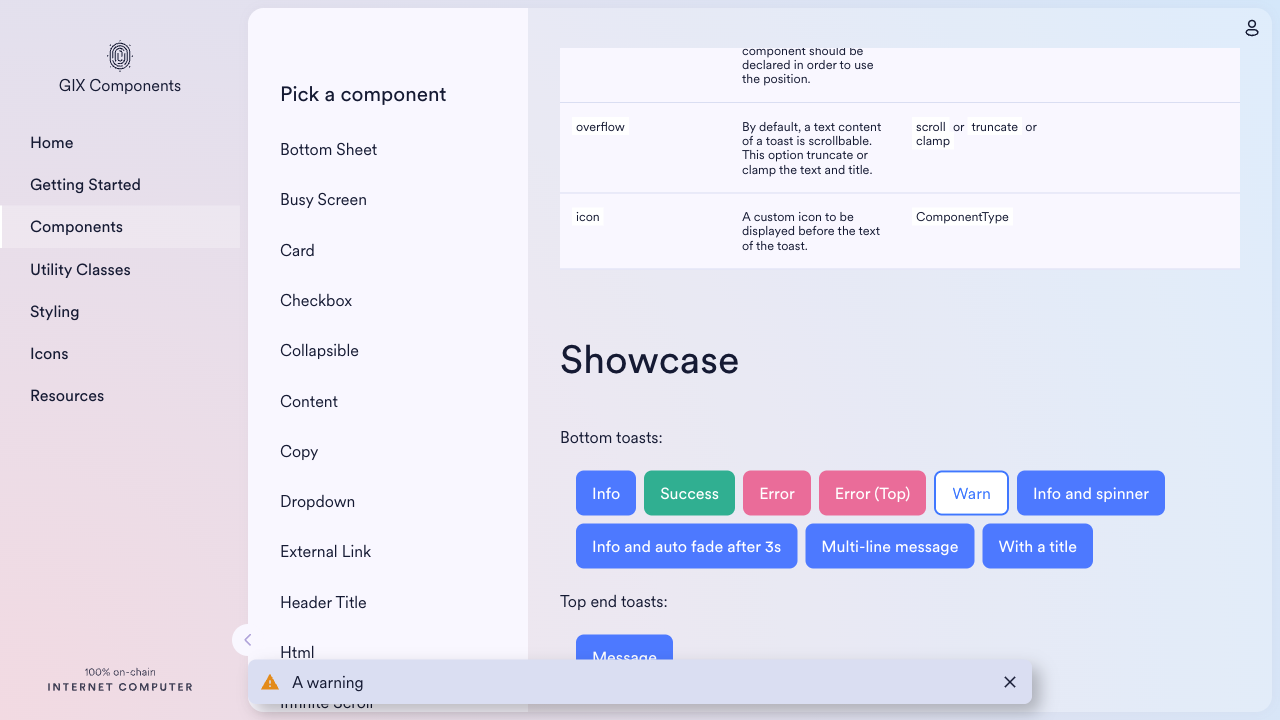 GIX Components
Home
Getting Started
Components
Utility Classes
Styling
Icons
Resources
100% on-chain
INTERNET COMPUTER
Pick a component
Bottom Sheet
Busy Screen
Card
Checkbox
Collapsible
Content
Copy
Dropdown
External Link
Header Title
Html
Infinite Scroll
component should be
declared in order to use
the position.
overflow
By default, a text content
of a toast is scrollable.
This option truncate or
clamp the text and title.
scroll or truncate or
clamp
icon
A custom icon to be
displayed before the text
of the toast.
ComponentType
Showcase
Bottom toasts:
Info Success Error Error (Top) Warn Info and spinner
Info and auto fade after 3s Multi-line message With a title
Top end toasts:
Message
A warning